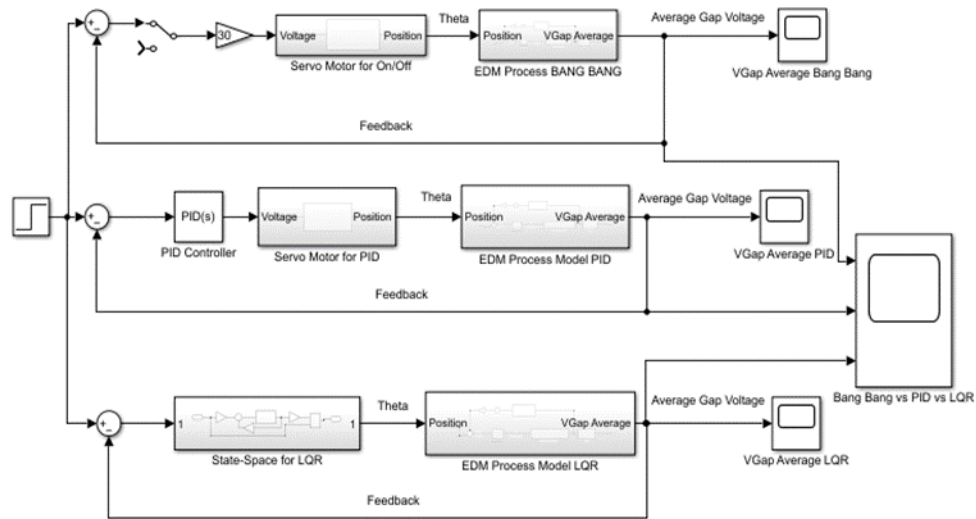 Theta
Average Gap Voltage
+
-
30
Voltage
Position
Position
VGap Average
Servo Motor for On/Off
EDM Process BANG BANG
VGap Average Bang Bang
Feedback
Theta
Average Gap Voltage
+
-
PID(s)
Voltage
Position
Position
VGap Average
PID Controller
Servo Motor for PID
EDM Process Model PID
VGap Average PID
Feedback
Bang Bang vs PID vs LQR
Theta
Average Gap Voltage
+
-
1
1
Position
VGap Average
State-Space for LQR
EDM Process Model LQR
VGap Average LQR
Feedback